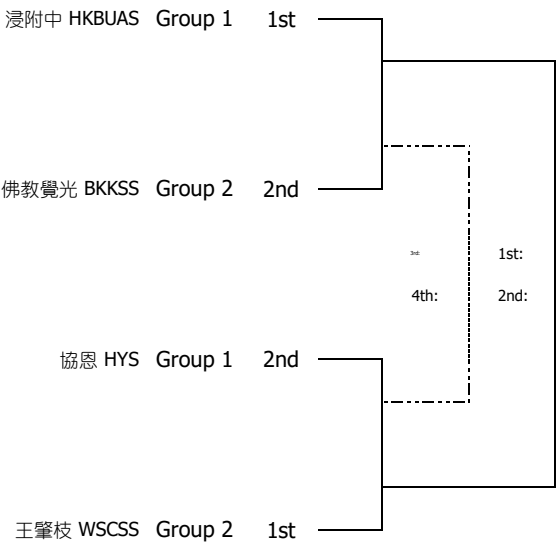 浸附中 HKBUAS Group 1 1st
佛教覺光 BKKSS Group 2 2nd
3rd: 1st:
4th: 2nd:
協恩 HYS Group 1 2nd
王肇枝 WSCSS Group 2 1st